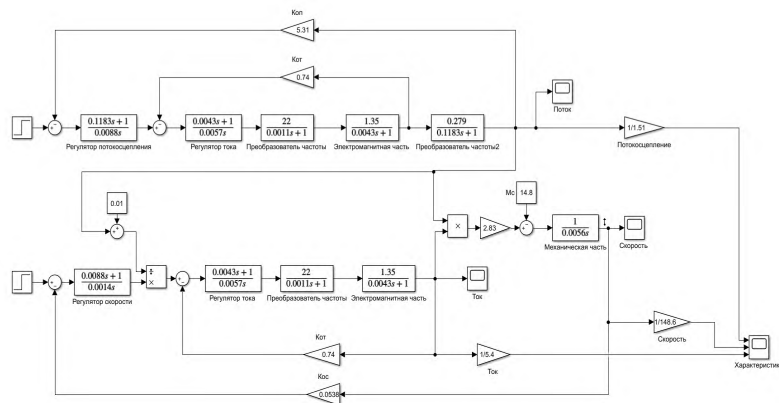 Коп
5.31
Кот
0.74
0.1183s + 1
0.0088s
Регулятор потокосцепления
0.0043s + 1
0.0057s
Регулятор тока
22
0.0011s + 1
Преобразователь частоты
1.35
0.0043s + 1
Электромагнитная часть
0.279
0.1183s + 1
Преобразователь частоты2
Поток
1/1.51
Потокосцепление
0.01
Мс
14.8
×
2.83
1
0.0056s
Механическая часть
Скорость
0.0088s + 1
0.0014s
Регулятор скорости
÷
×
0.0043s + 1
0.0057s
Регулятор тока
22
0.0011s + 1
Преобразователь частоты
1.35
0.0043s + 1
Электромагнитная часть
Ток
1/148.6
Скорость
Кот
0.74
1/5.4
Ток
Характеристик
Кос
0.0538